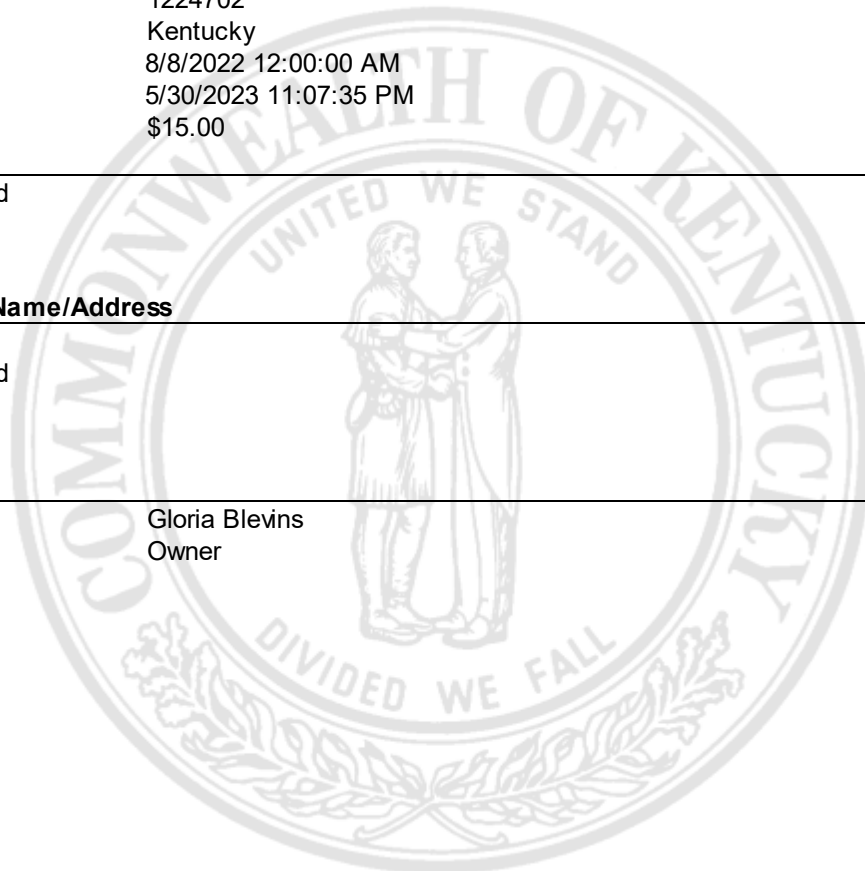 1224702
Kentucky
8/8/2022 12:00:00 AM
5/30/2023 11:07:35 PM
$15.00
d
Name/Address
d
Gloria Blevins
Owner
COMMONWEALTH OF KENTUCKY
UNITED WE STAND
DIVIDED WE FALL